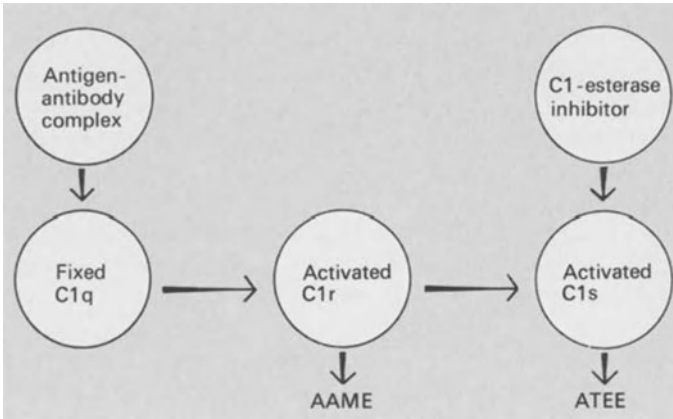 Antigen-
antibody
complex
C1-esterase
inhibitor
Fixed
C1q
Activated
C1r
Activated
C1s
AAME
ATEE